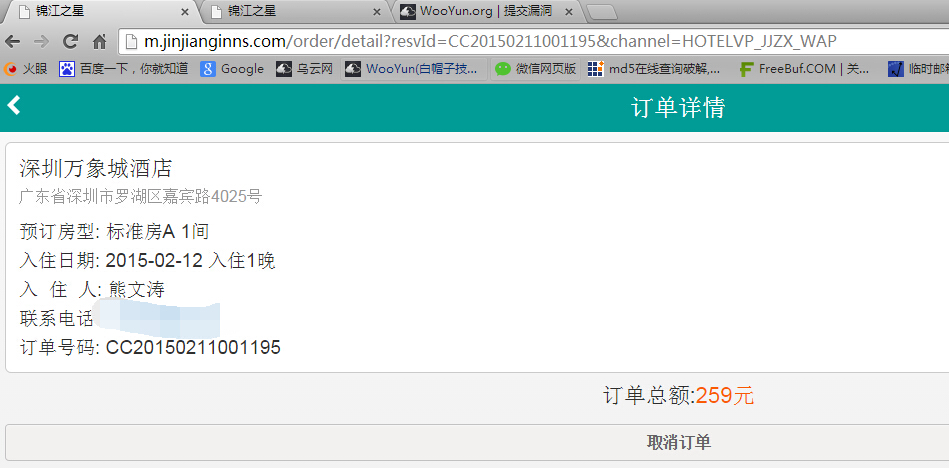 锦江之星
锦江之星
WooYun.org | 提交漏洞
m.jinjianginns.com/order/detail?resvId=CC20150211001195&channel=HOTELVP_JJZX_WAP
火眼 百度一下，你就知道 Google 乌云网 WooYun(白帽子技... 微信网页版 md5在线查询破解,... FreeBuf.COM | 关... 临时邮箱
订单详情
深圳万象城酒店
广东省深圳市罗湖区嘉宾路4025号
预订房型: 标准房A 1间
入住日期: 2015-02-12 入住1晚
入 住 人: 熊文涛
联系电话
订单号码: CC20150211001195
订单总额:259元
取消订单